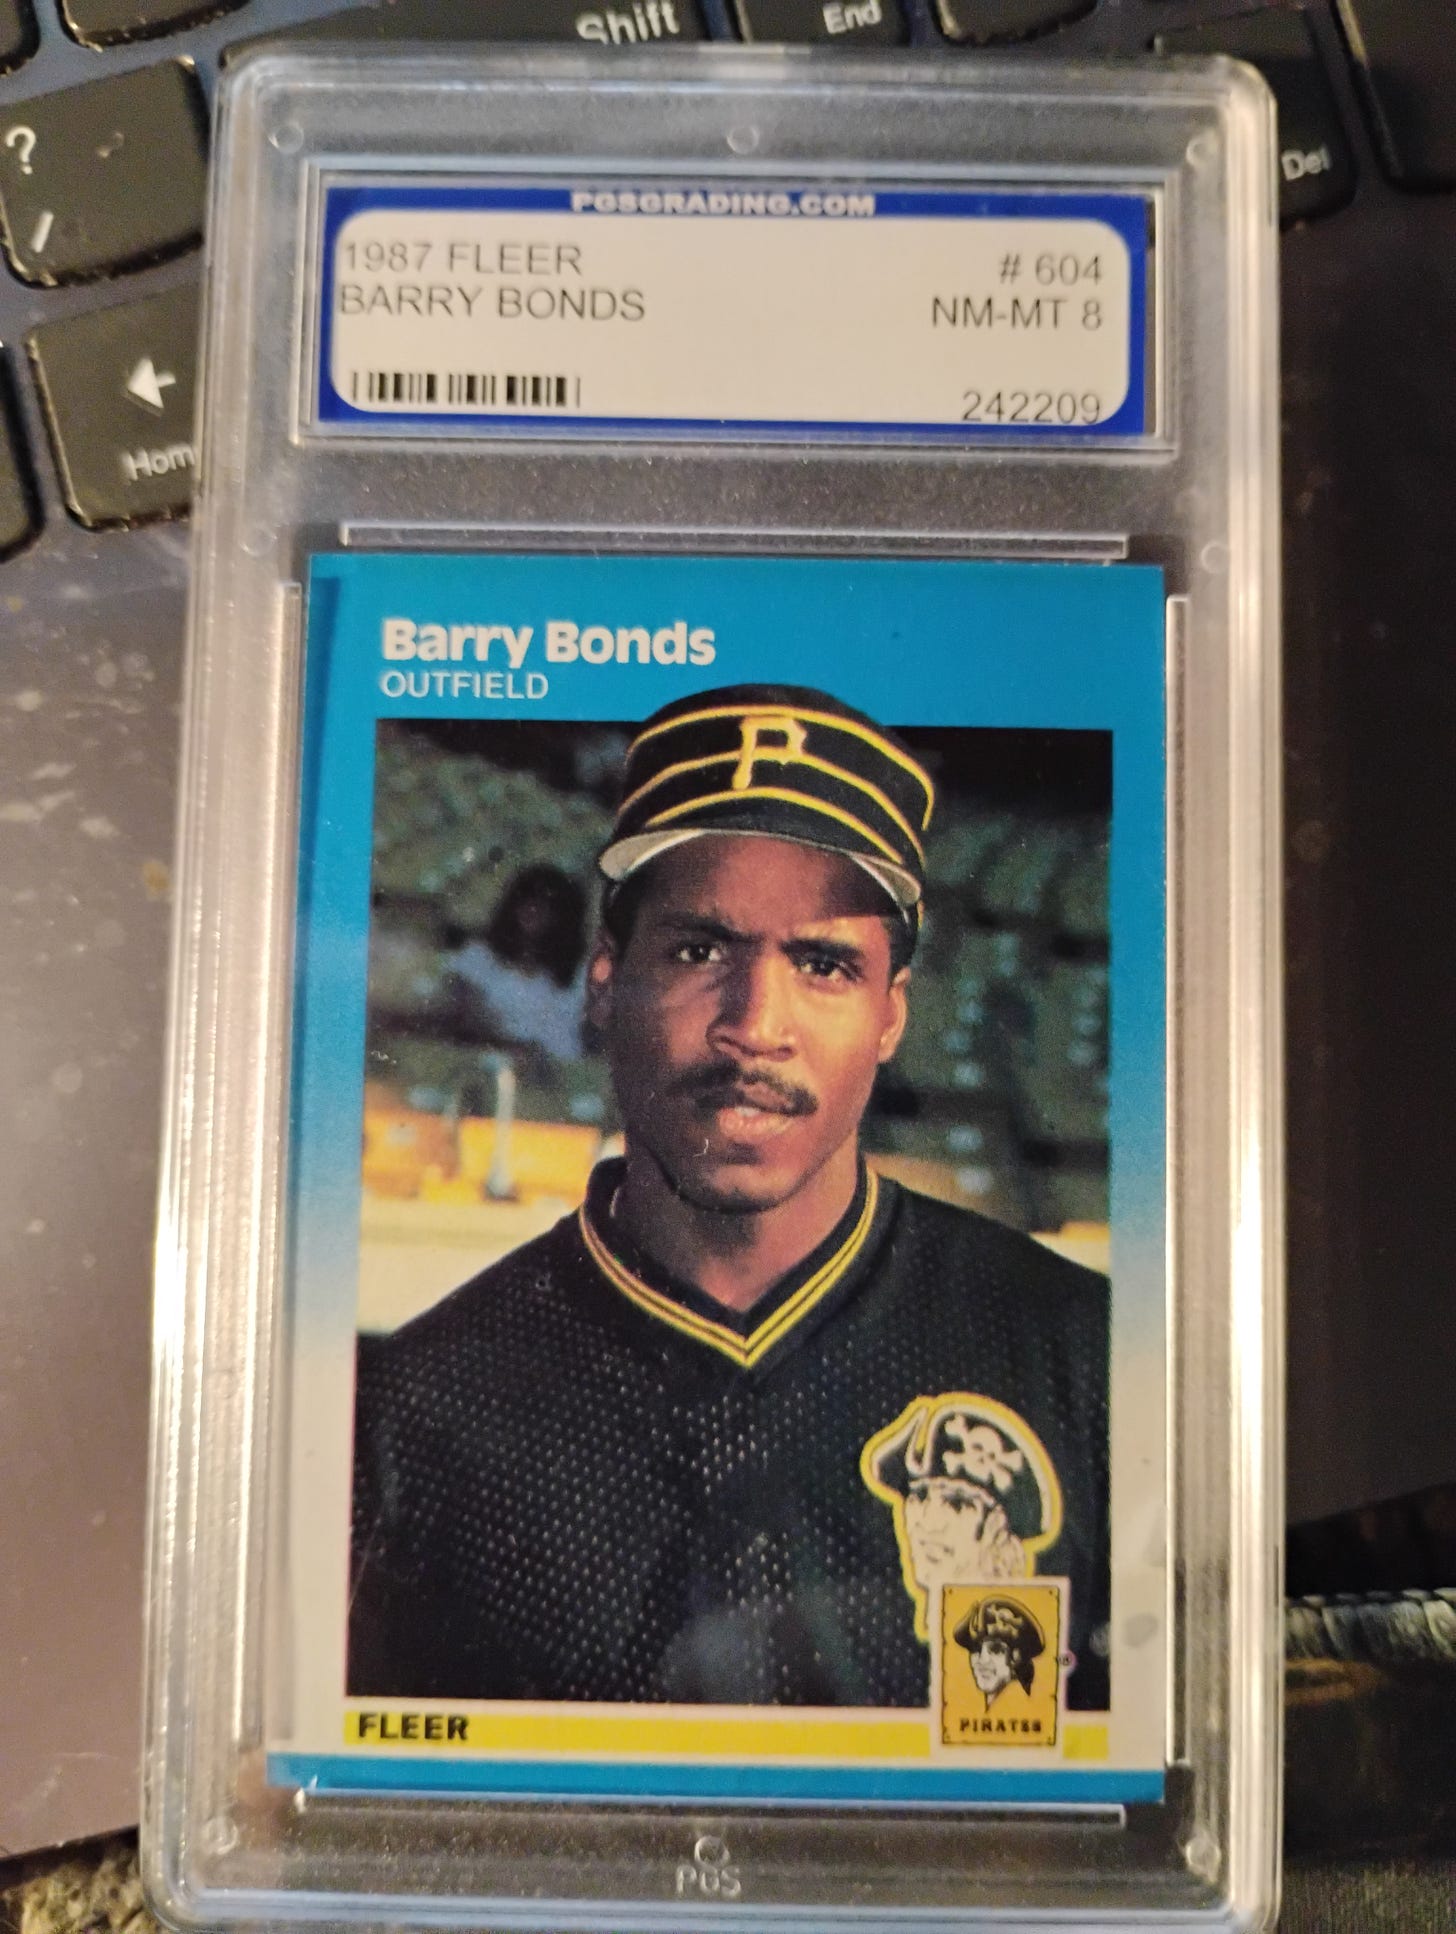 Shift
End
?
/
Del
Home
PGSGRADING.COM
1987 FLEER
# 604
BARRY BONDS
NM-MT 8
242209
Barry Bonds
OUTFIELD
P
FLEER
PIRATES
PGS